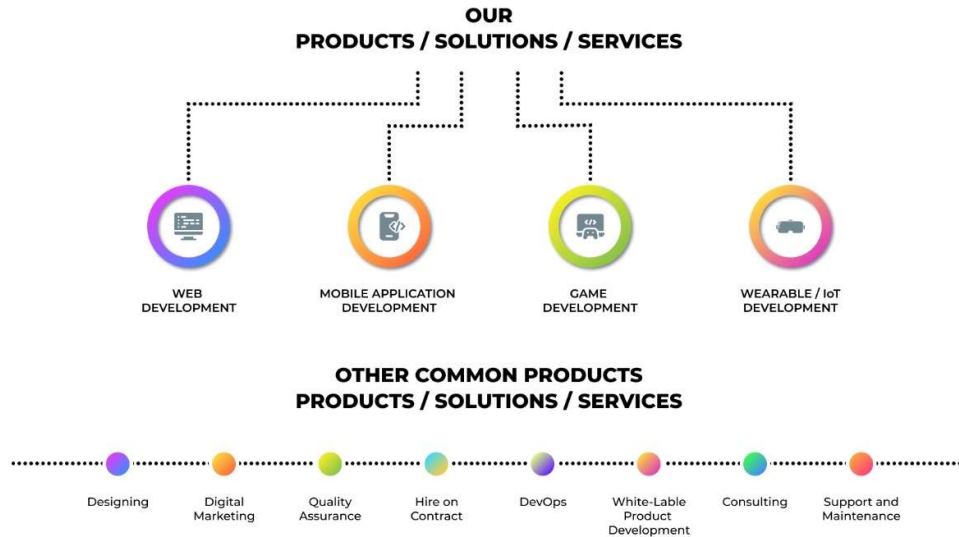 OUR
PRODUCTS / SOLUTIONS / SERVICES
WEB
DEVELOPMENT
MOBILE APPLICATION
DEVELOPMENT
GAME
DEVELOPMENT
WEARABLE / IoT
DEVELOPMENT
OTHER COMMON PRODUCTS
PRODUCTS / SOLUTIONS / SERVICES
Designing
Digital
Marketing
Quality
Assurance
Hire on
Contract
DevOps
White-Lable
Product
Development
Consulting
Support and
Maintenance